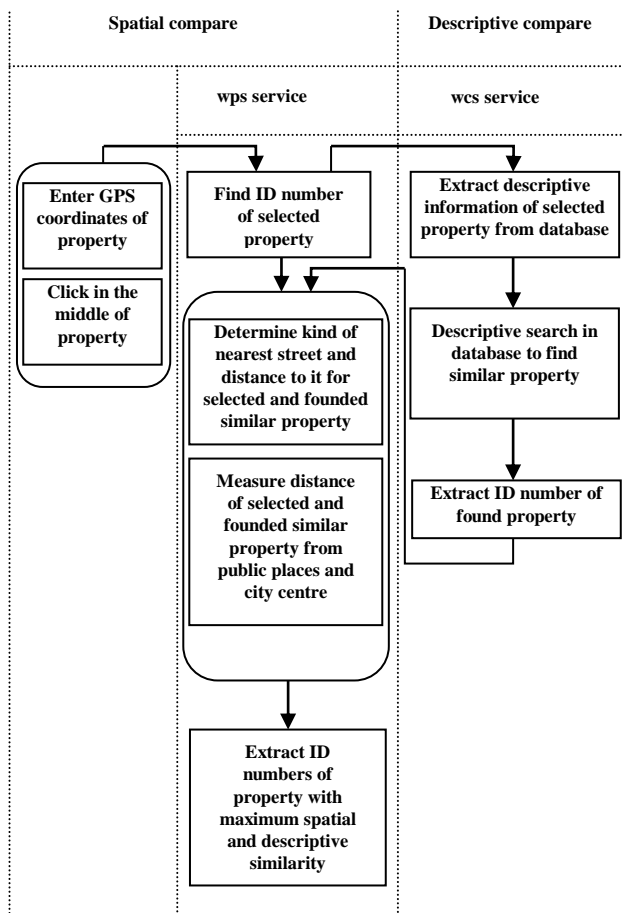 Spatial compare
Descriptive compare
wps service
wcs service
Enter GPS
coordinates of
property
Click in the
middle of
property
Find ID number
of selected
property
Extract descriptive
information of selected
property from database
Determine kind of
nearest street and
distance to it for
selected and founded
similar property
Descriptive search in
database to find
similar property
Measure distance
of selected and
founded similar
property from
public places and
city centre
Extract ID number of
found property
Extract ID
numbers of
property with
maximum spatial
and descriptive
similarity